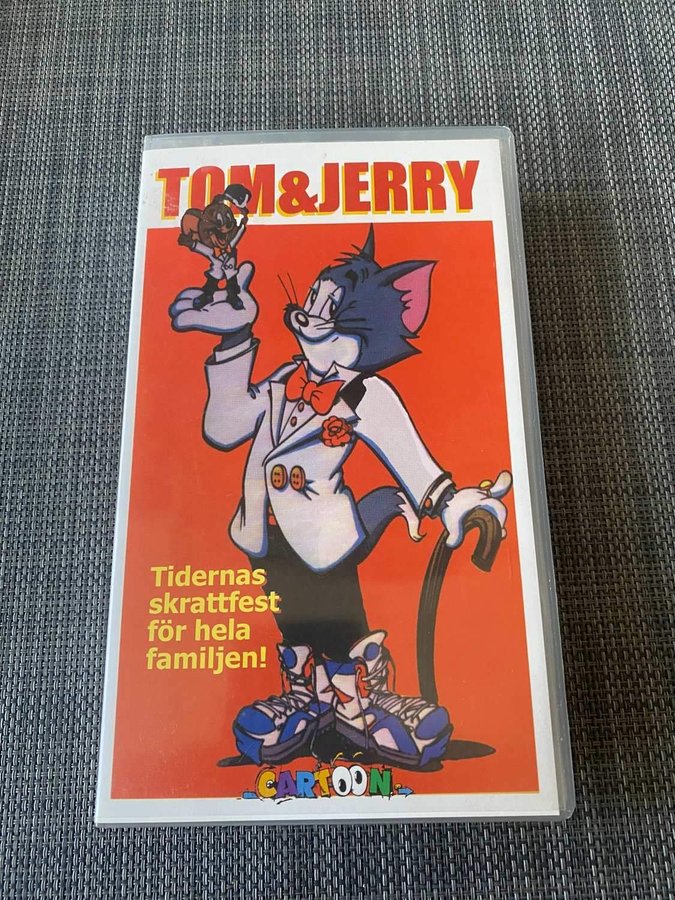 TOM&JERRY
Tidernas
skrattfest
för hela
familjen!
CARTOON